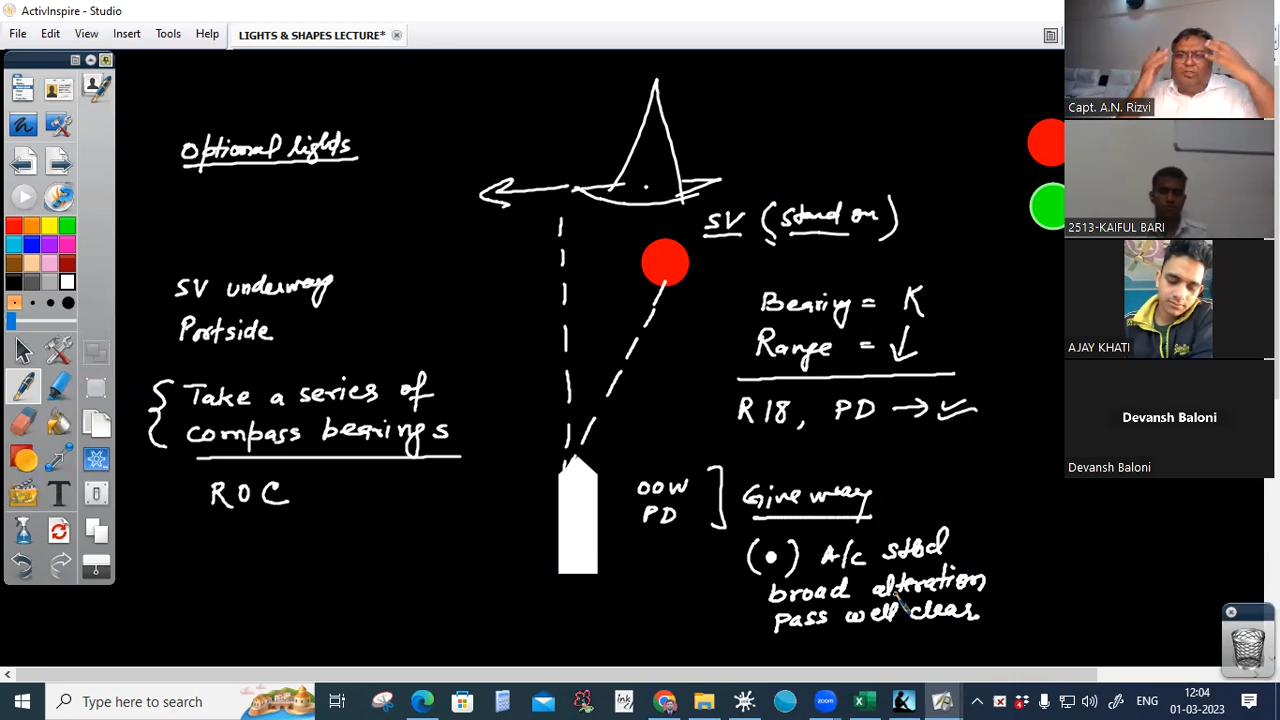 ActivInspire - Studio
File Edit View Insert Tools Help
LIGHTS & SHAPES LECTURE*
Optional lights
SV (Stand on)
SV underway
Portside
{ Take a series of
compass bearings
ROC
Bearing = K
Range = ↓
R18, PD → ✓
OOW
PD
Give way
(•) A/C stbd
broad alteration
Pass well clear
Capt. A.N. Rizvi
2513-KAIFUL BARI
AJAY KHATI
Devansh Baloni
Devansh Baloni
Type here to search
zoom
ink
ENG
12:04
01-03-2023